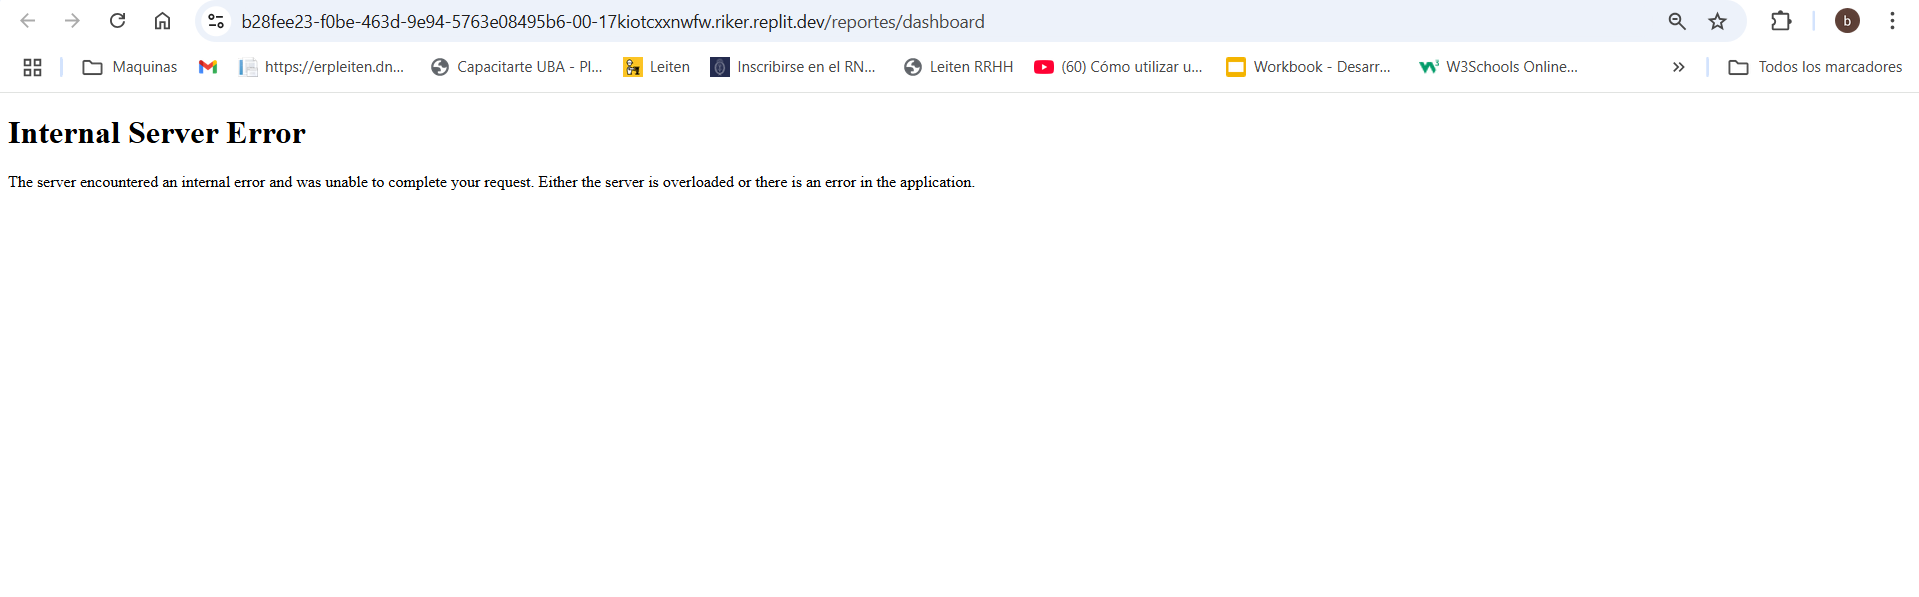 b28fee23-f0be-463d-9e94-5763e08495b6-00-17kiotcxxnwfw.riker.replit.dev/reportes/dashboard
b
Maquinas
https://erpleiten.dn...
Capacitarte UBA - Pl...
Leiten
Inscribirse en el RN...
Leiten RRHH
(60) Cómo utilizar u...
Workbook - Desarr...
W3Schools Online...
Todos los marcadores
Internal Server Error
The server encountered an internal error and was unable to complete your request. Either the server is overloaded or there is an error in the application.